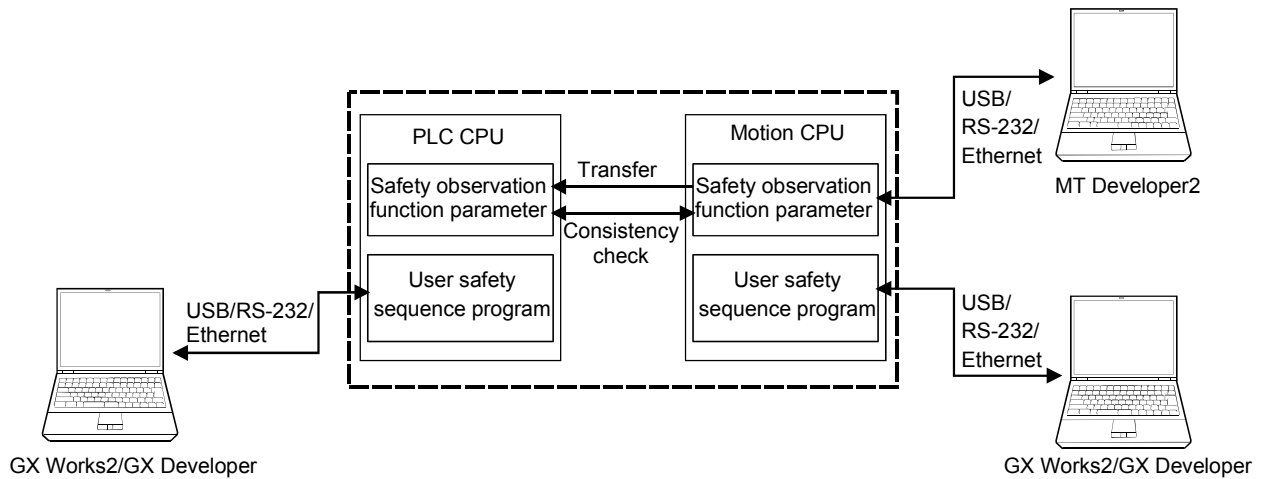 PLC CPU
Safety observation
function parameter
User safety
sequence program
Transfer
Consistency
check
Motion CPU
Safety observation
function parameter
User safety
sequence program
USB/
RS-232/
Ethernet
MT Developer2
USB/RS-232/
Ethernet
GX Works2/GX Developer
USB/
RS-232/
Ethernet
GX Works2/GX Developer